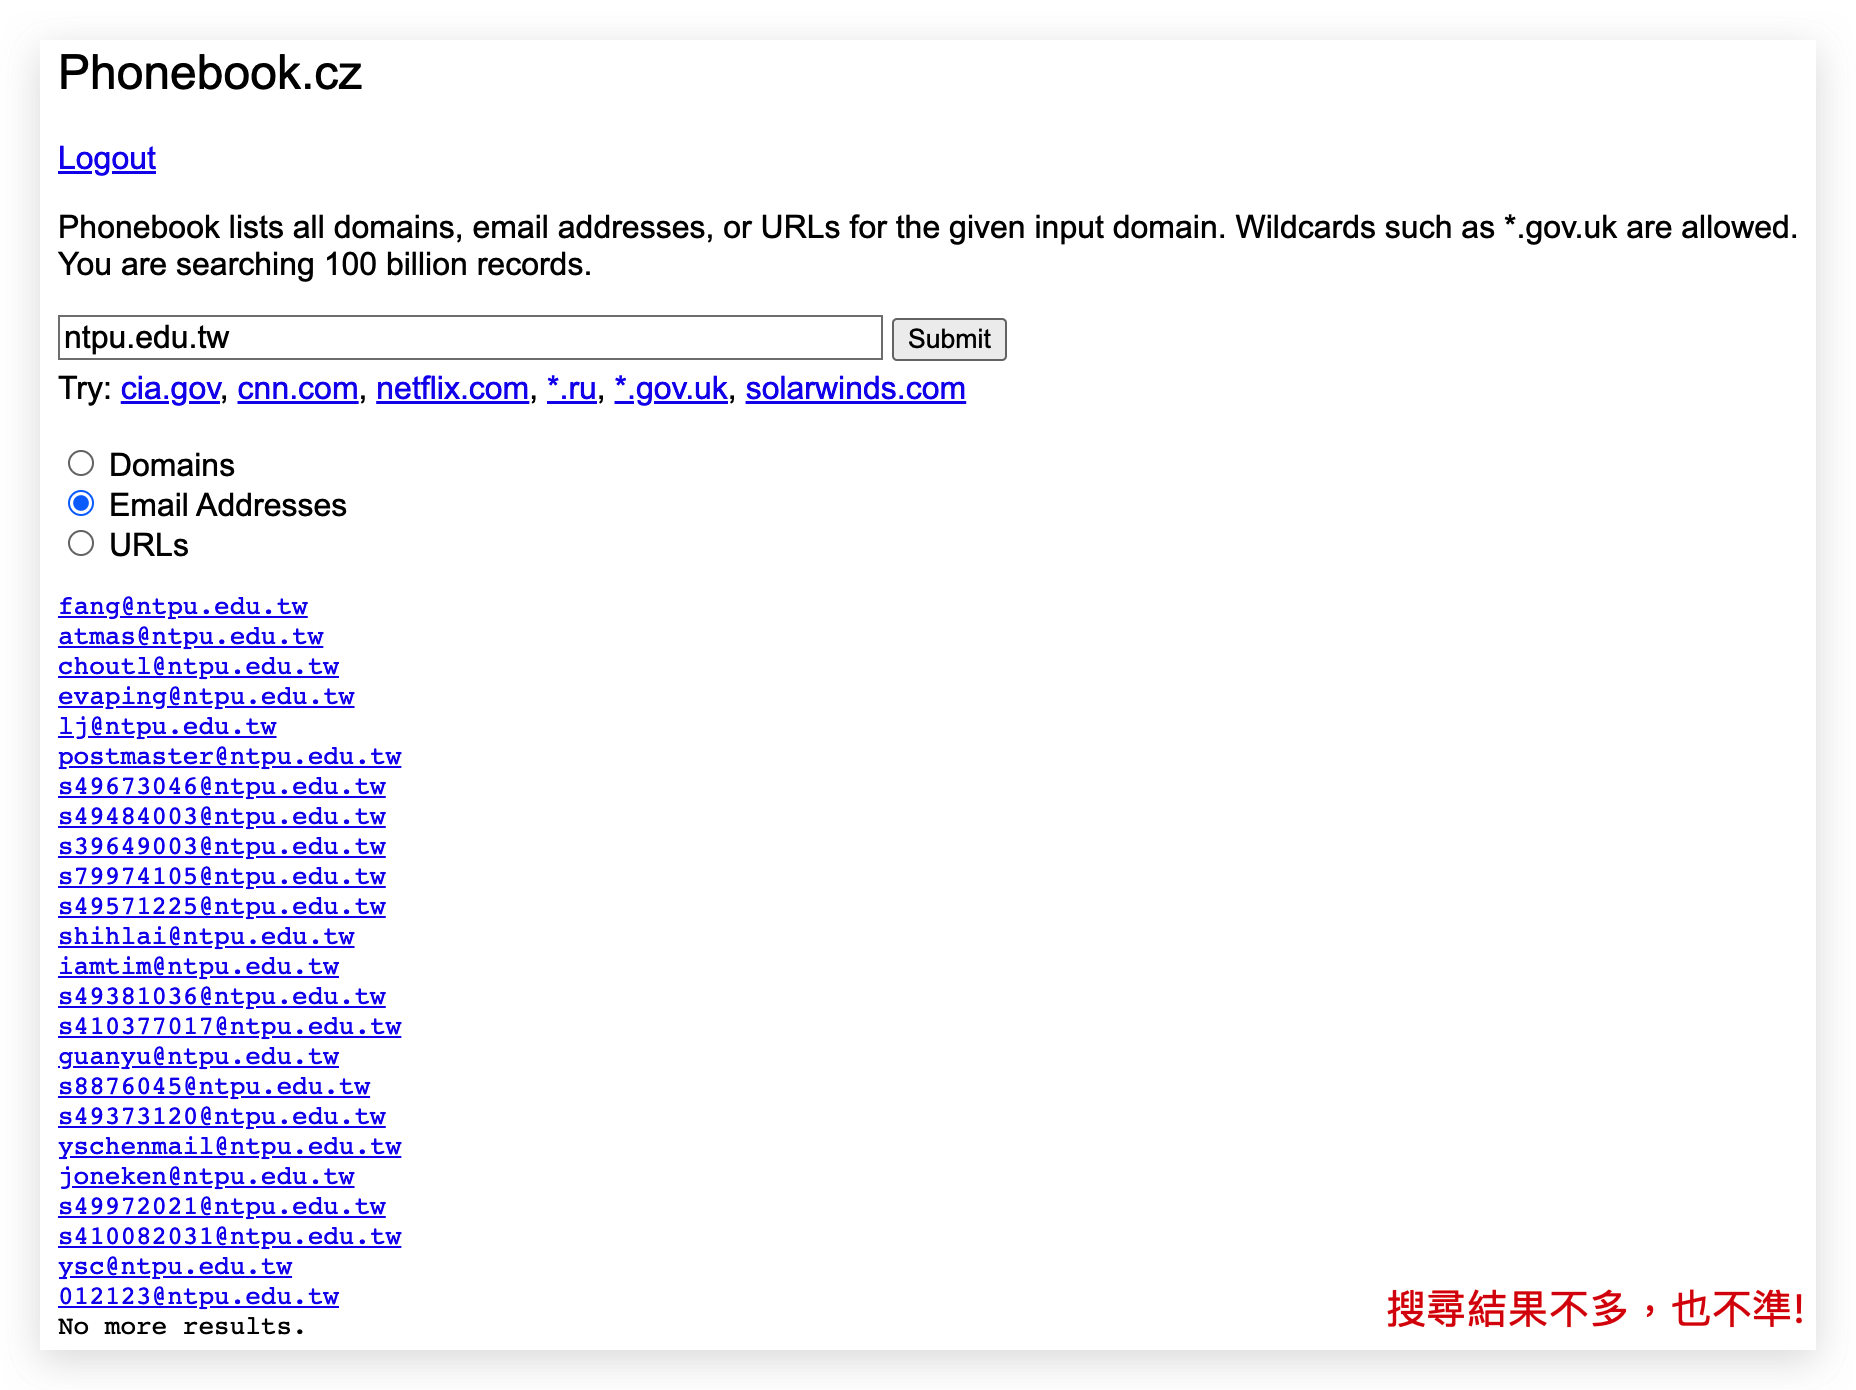 Phonebook.cz
Logout
Phonebook lists all domains, email addresses, or URLs for the given input domain. Wildcards such as *.gov.uk are allowed.
You are searching 100 billion records.
ntpu.edu.tw Submit
Try: cia.gov, cnn.com, netflix.com, *.ru, *.gov.uk, solarwinds.com
Domains
Email Addresses
URLs
fang@ntpu.edu.tw
atmas@ntpu.edu.tw
choutl@ntpu.edu.tw
evaping@ntpu.edu.tw
lj@ntpu.edu.tw
postmaster@ntpu.edu.tw
s49673046@ntpu.edu.tw
s49484003@ntpu.edu.tw
s39649003@ntpu.edu.tw
s79974105@ntpu.edu.tw
s49571225@ntpu.edu.tw
shihlai@ntpu.edu.tw
iamtim@ntpu.edu.tw
s49381036@ntpu.edu.tw
s410377017@ntpu.edu.tw
guanyu@ntpu.edu.tw
s8876045@ntpu.edu.tw
s49373120@ntpu.edu.tw
yschenmail@ntpu.edu.tw
joneken@ntpu.edu.tw
s49972021@ntpu.edu.tw
s410082031@ntpu.edu.tw
ysc@ntpu.edu.tw
012123@ntpu.edu.tw
No more results.
搜尋結果不多，也不準!